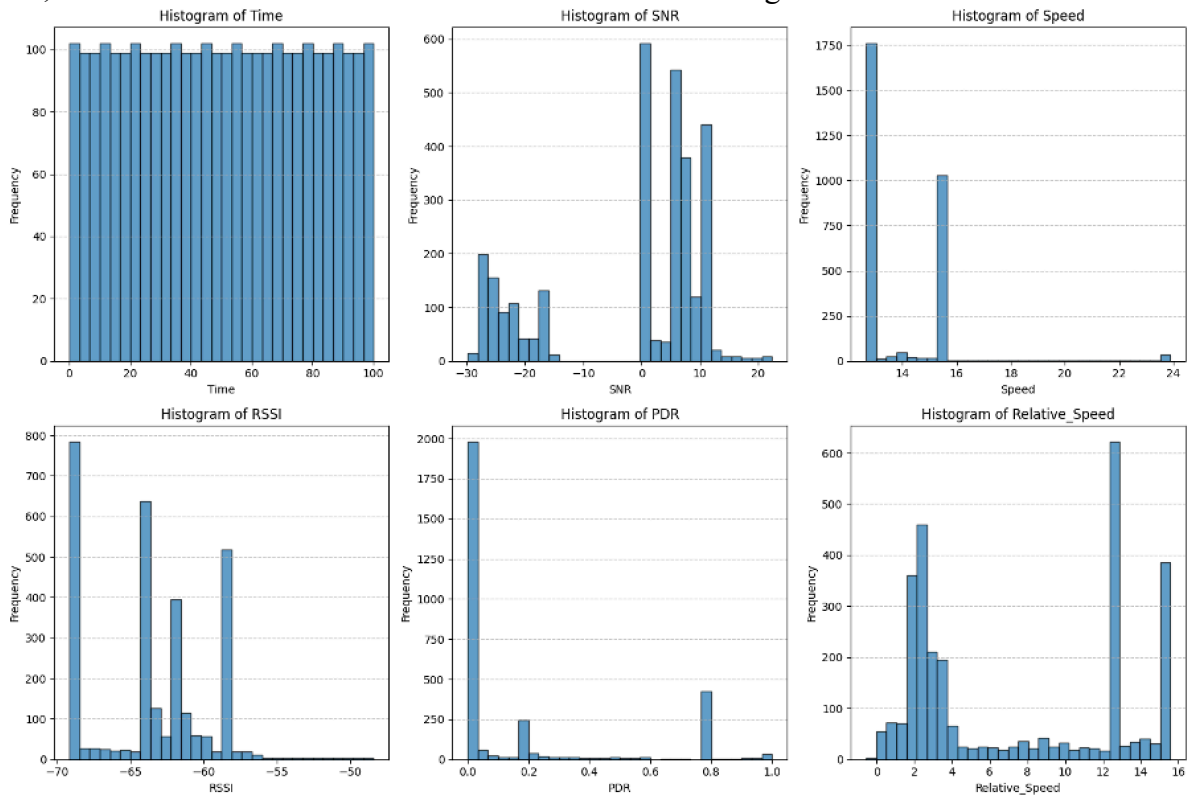 Histogram of Time
Frequency
100
80
60
40
20
0
0 20 40 60 80 100
Time
Histogram of SNR
Frequency
600
500
400
300
200
100
0
−30 −20 −10 0 10 20
SNR
Histogram of Speed
Frequency
1750
1500
1250
1000
750
500
250
0
14 16 18 20 22 24
Speed
Histogram of RSSI
Frequency
800
700
600
500
400
300
200
100
0
−70 −65 −60 −55 −50
RSSI
Histogram of PDR
Frequency
2000
1750
1500
1250
1000
750
500
250
0
0.0 0.2 0.4 0.6 0.8 1.0
PDR
Histogram of Relative_Speed
Frequency
600
500
400
300
200
100
0
0 2 4 6 8 10 12 14 16
Relative_Speed